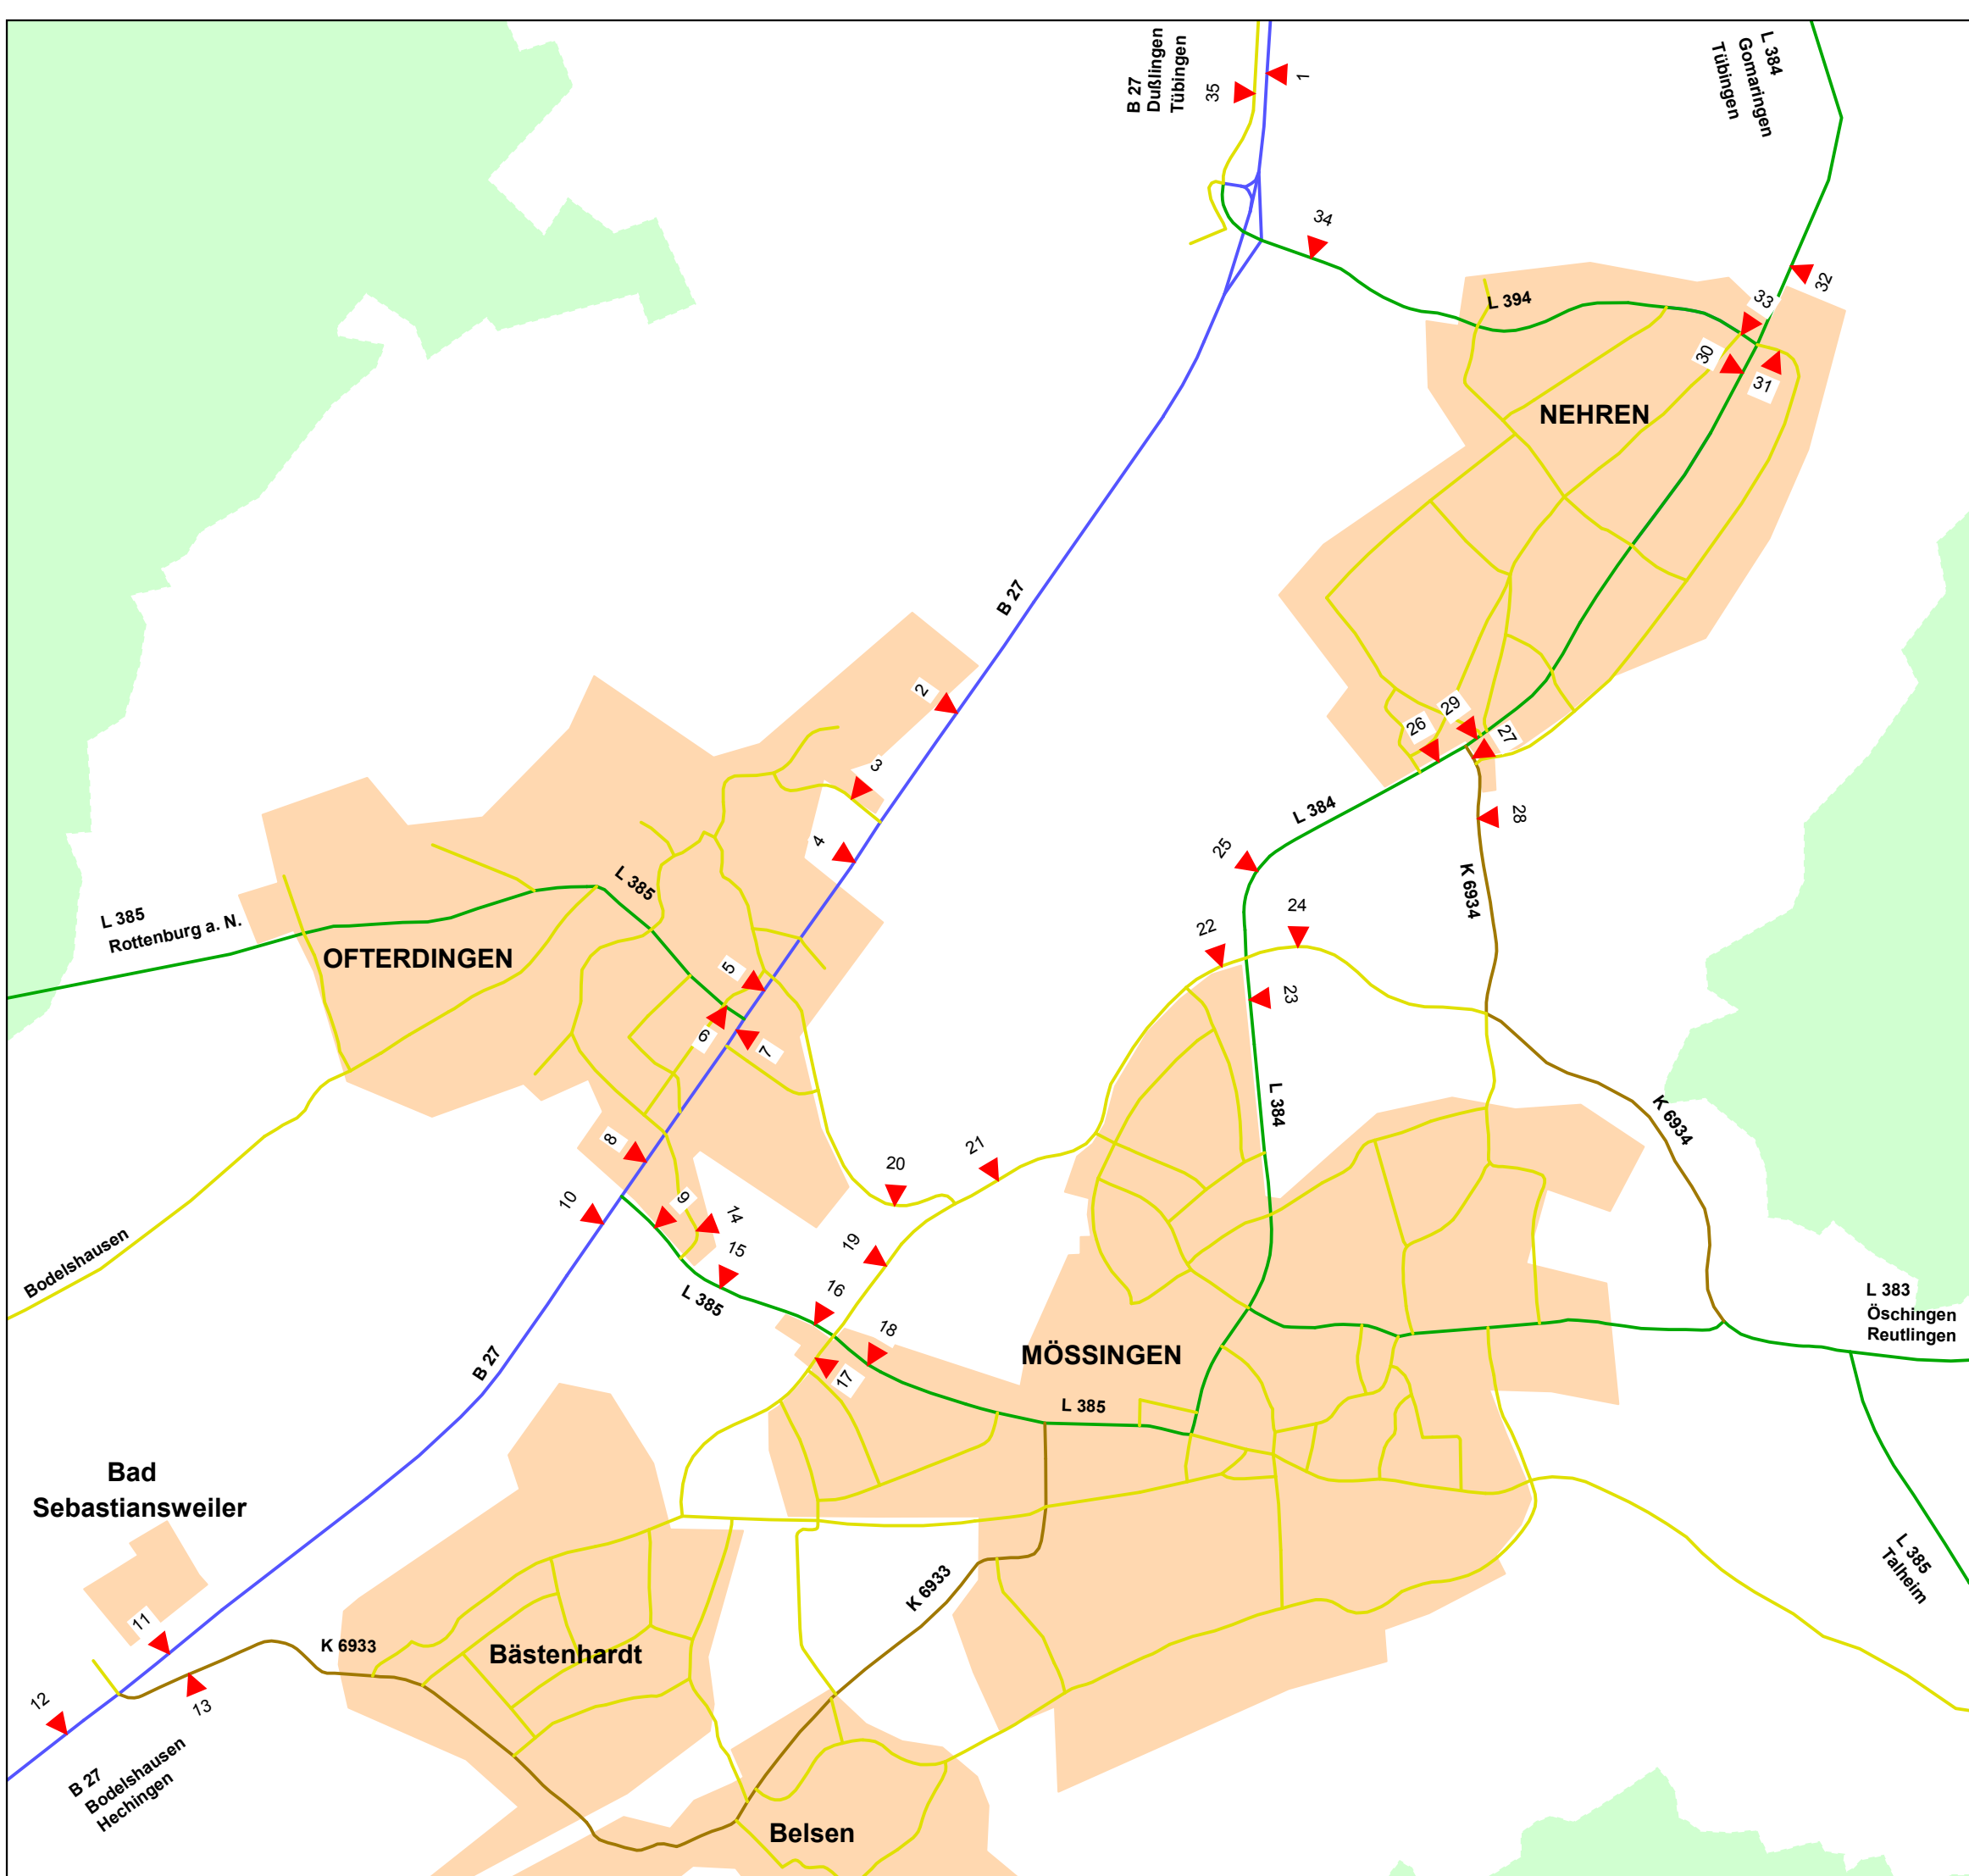 B 27
Dußlingen
Tübingen
35
1
L 384
Gomaringen
Tübingen
34
32
33
L 394
30
31
NEHREN
B 27
2
3
4
29
26
27
28
L 384
25
K 6934
24
22
23
L 385
L 385
Rottenburg a. N.
OFTERDINGEN
5
6
7
L 384
K 6934
8
21
20
10
9
14
15
19
Bodelshausen
L 385
16
18
17
L 383
Öschingen
Reutlingen
MÖSSINGEN
B 27
L 385
Bad
Sebastiansweiler
L 385
Talheim
K 6933
11
K 6933
Bästenhardt
12
13
B 27
Bodelshausen
Hechingen
Belsen